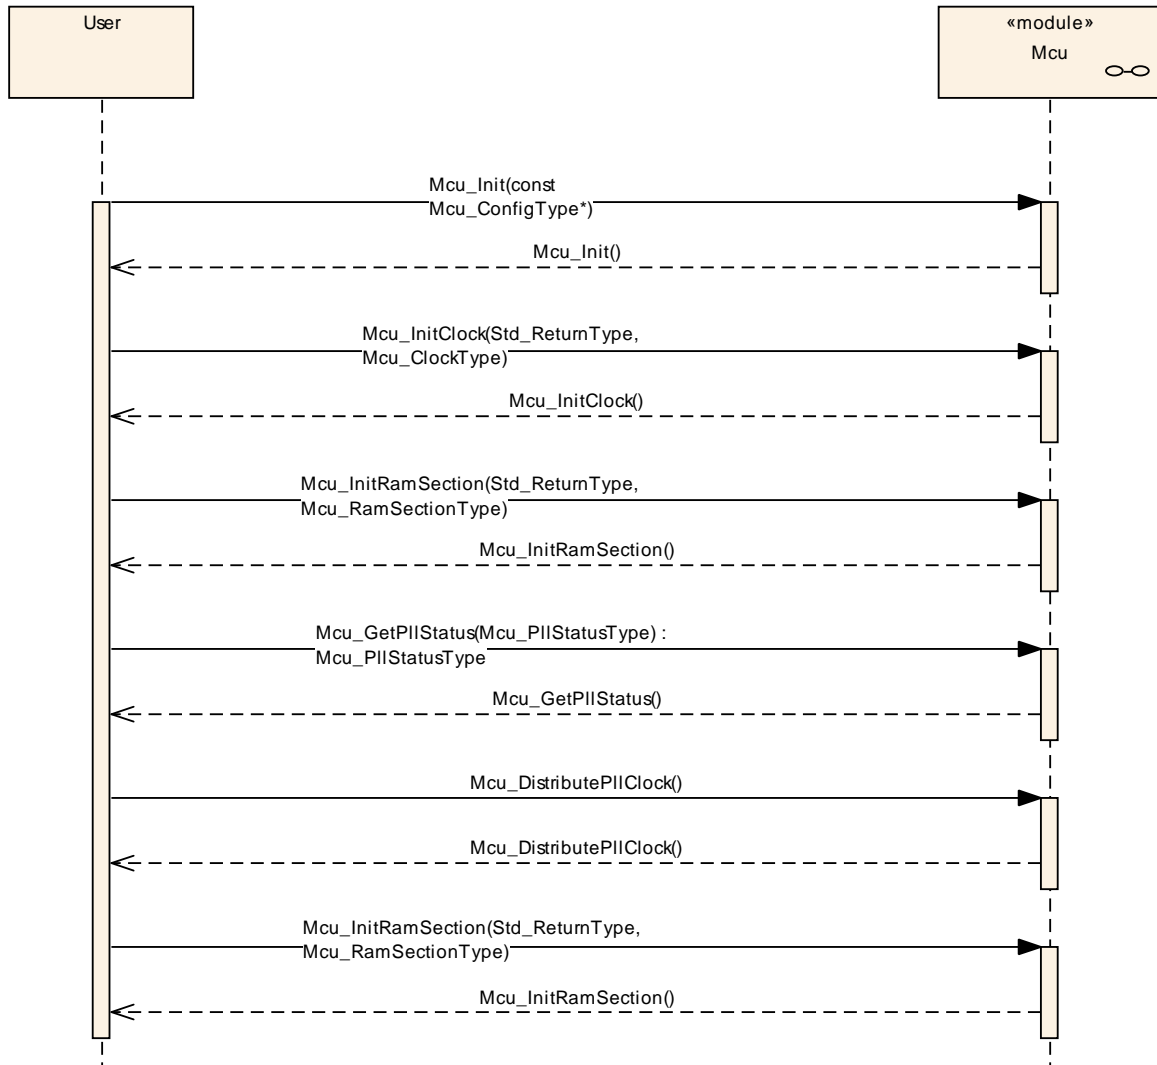 User
«module»
Mcu
Mcu_Init(const
Mcu_ConfigType*)
Mcu_Init()
Mcu_InitClock(Std_ReturnType,
Mcu_ClockType)
Mcu_InitClock()
Mcu_InitRamSection(Std_ReturnType,
Mcu_RamSectionType)
Mcu_InitRamSection()
Mcu_GetPllStatus(Mcu_PllStatusType) :
Mcu_PllStatusType
Mcu_GetPllStatus()
Mcu_DistributePllClock()
Mcu_DistributePllClock()
Mcu_InitRamSection(Std_ReturnType,
Mcu_RamSectionType)
Mcu_InitRamSection()